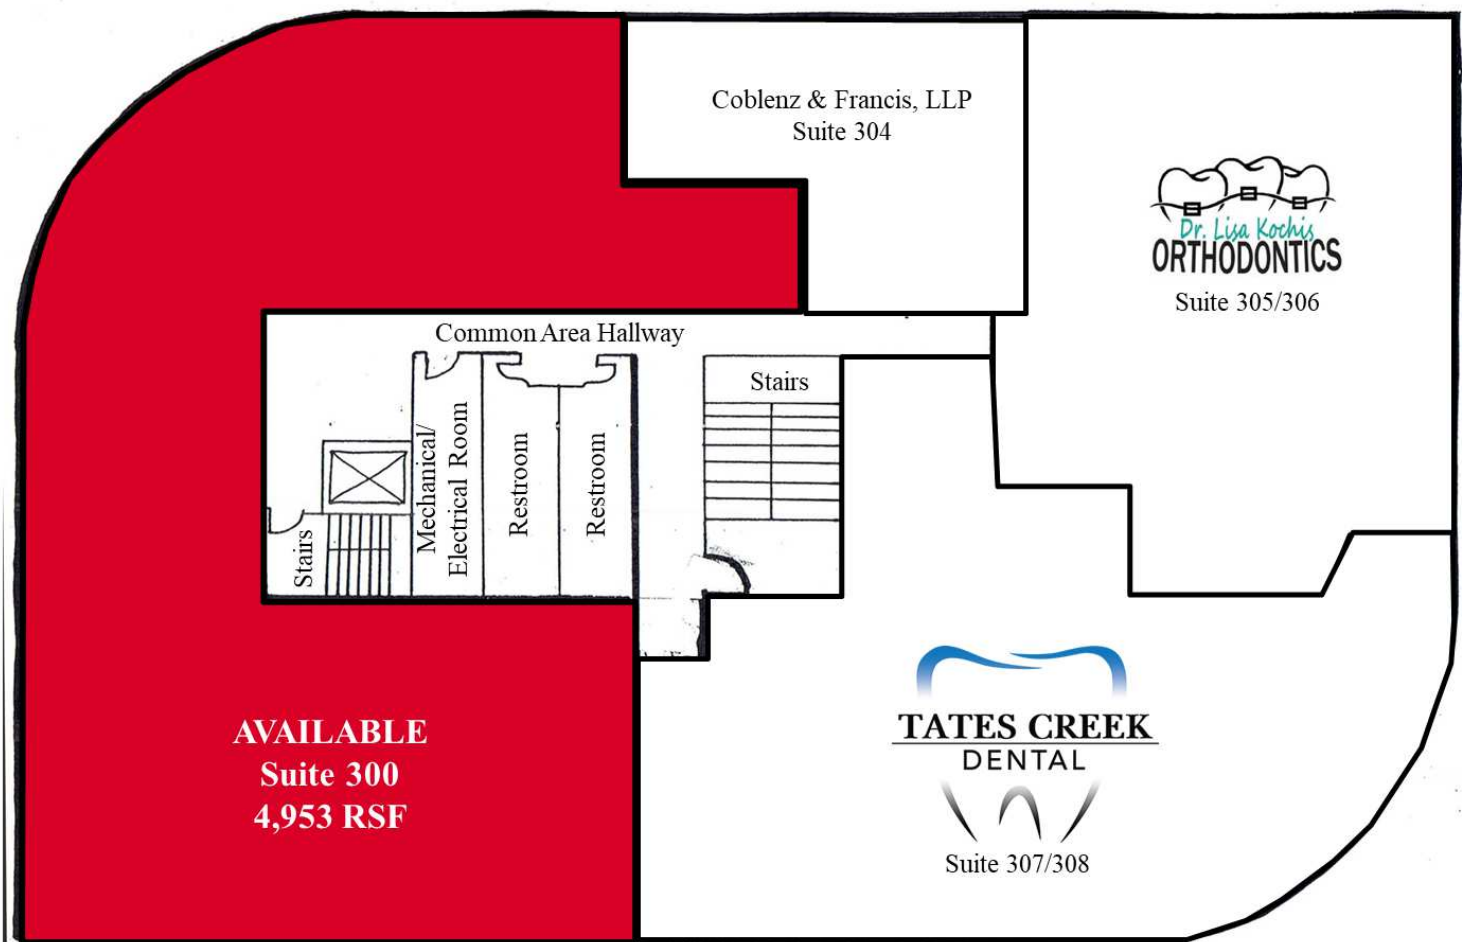 Coblenz & Francis, LLP
Suite 304
Dr. Lisa Kochis
ORTHODONTICS
Suite 305/306
Common Area Hallway
Stairs
Mechanical/
Electrical Room
Restroom
Restroom
Stairs
AVAILABLE
Suite 300
4,953 RSF
TATES CREEK
DENTAL
Suite 307/308